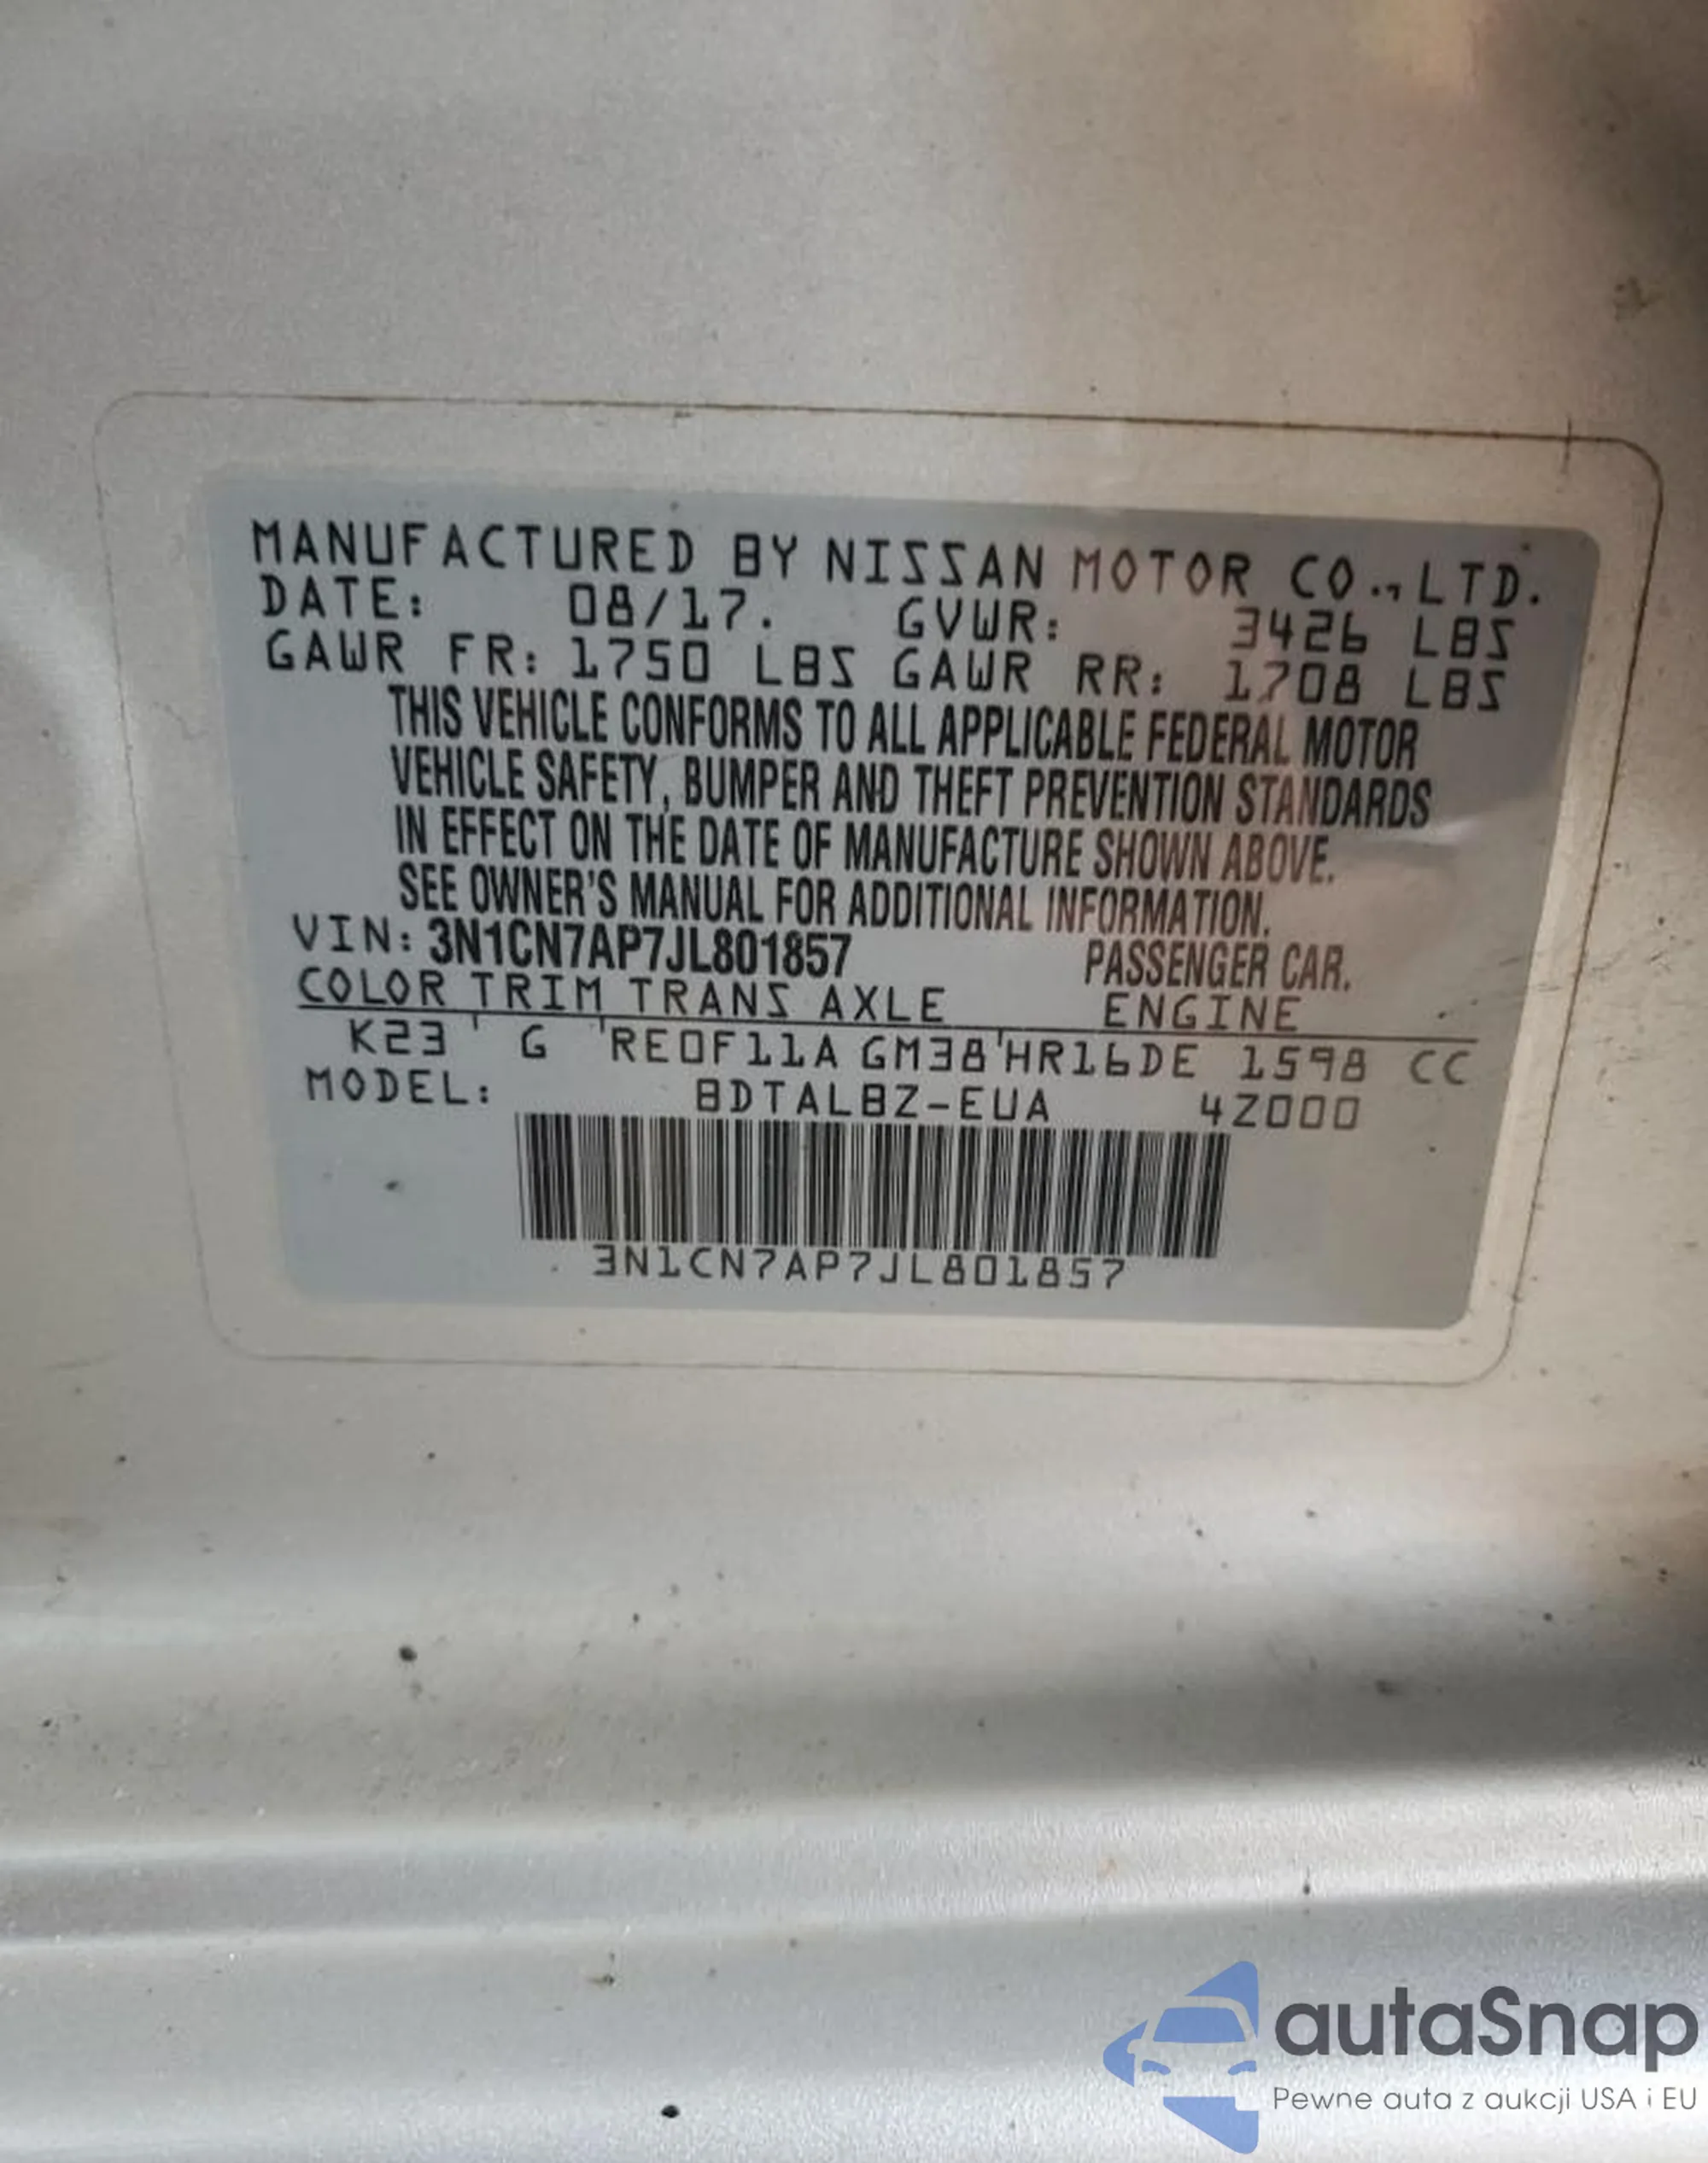 MANUFACTURED BY NISSAN MOTOR CO., LTD.
DATE: 08/17. GVWR: 3426 LBS
GAWR FR: 1750 LBS GAWR RR: 1708 LBS
THIS VEHICLE CONFORMS TO ALL APPLICABLE FEDERAL MOTOR
VEHICLE SAFETY, BUMPER AND THEFT PREVENTION STANDARDS
IN EFFECT ON THE DATE OF MANUFACTURE SHOWN ABOVE.
SEE OWNER'S MANUAL FOR ADDITIONAL INFORMATION.
VIN: 3N1CN7AP7JL801857 PASSENGER CAR.
COLOR TRIM TRANS AXLE ENGINE
K23 ' G 'RE0F11A GM38'HR16DE 1598 CC
MODEL: BDTALBZ-EUA 4Z000
3N1CN7AP7JL801857
autaSnap
Pewne auta z aukcji USA i EU